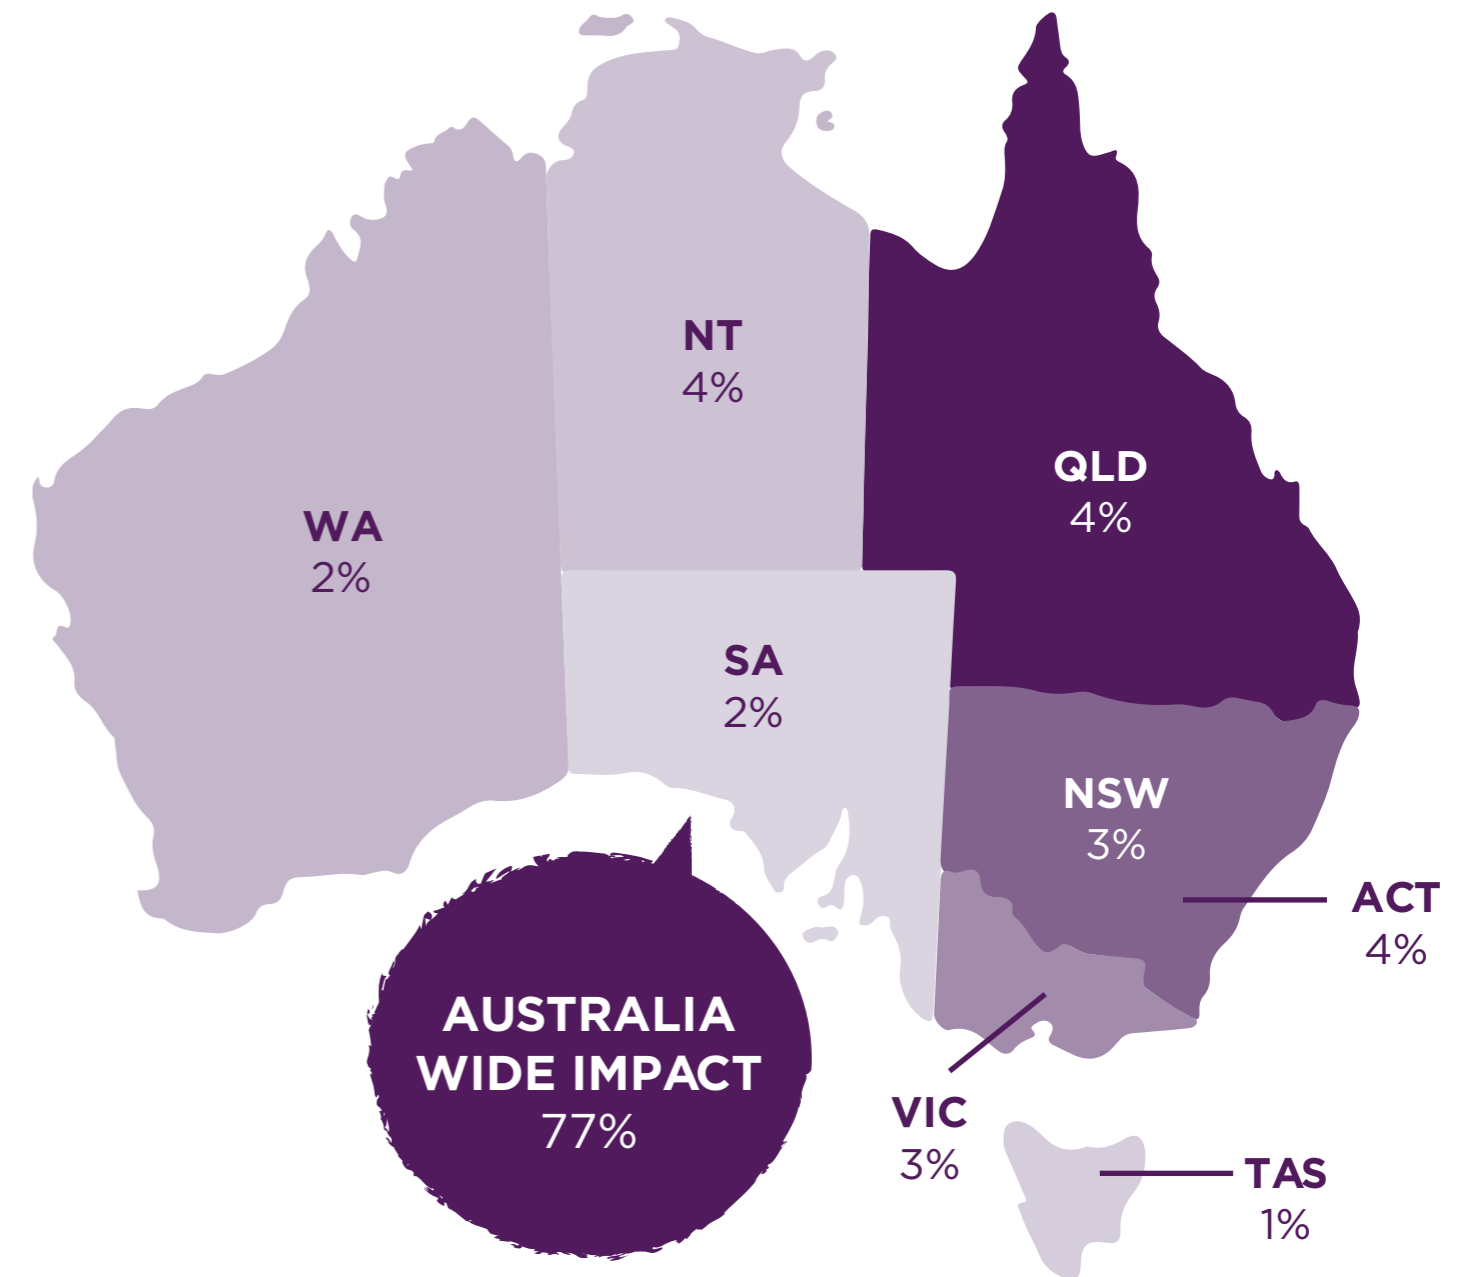 NT
4%
QLD
4%
WA
2%
SA
2%
NSW
3%
ACT
4%
AUSTRALIA
WIDE IMPACT
77%
VIC
3%
TAS
1%